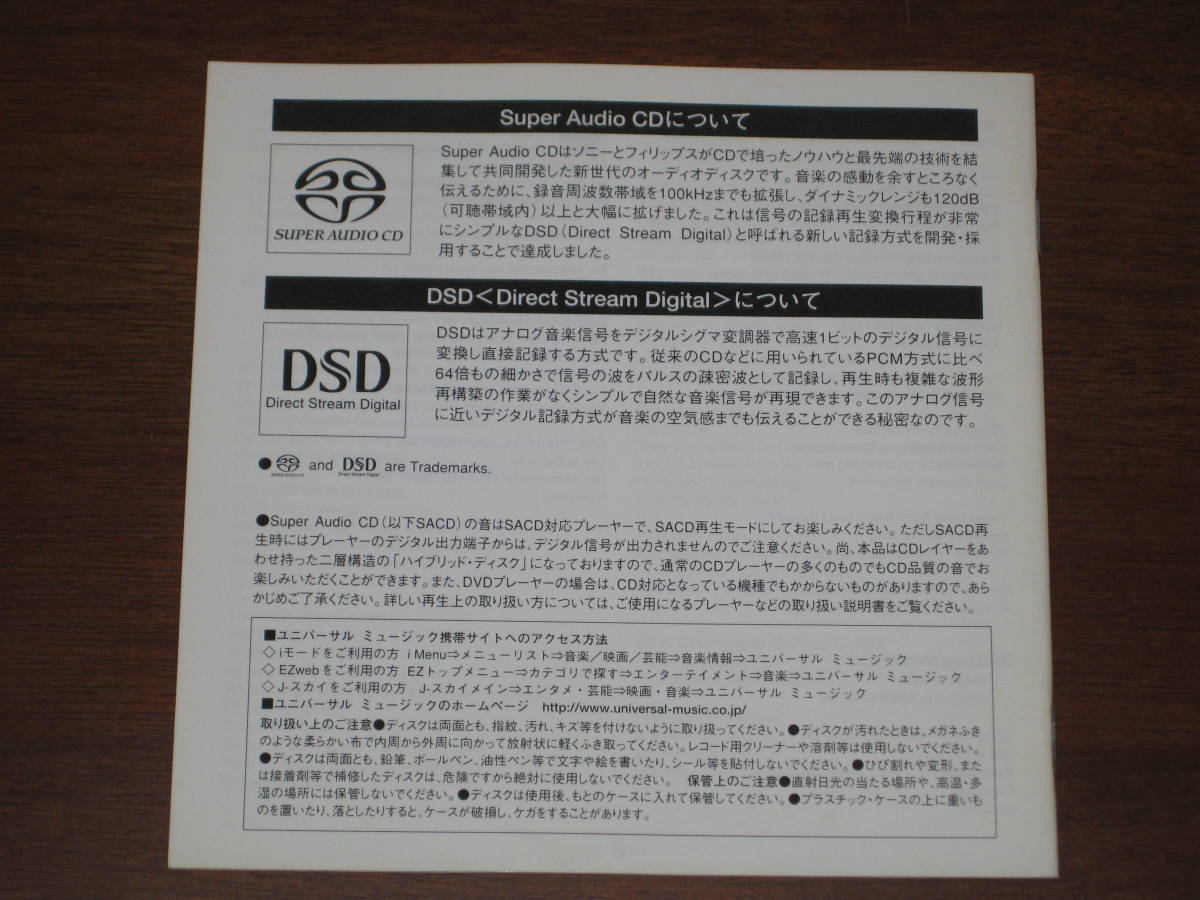 Super Audio CDについて
SUPER AUDIO CD
Super Audio CDはソニーとフィリップスがCDで培ったノウハウと最先端の技術を結
集して共同開発した新世代のオーディオディスクです。音楽の感動を余すところなく
伝えるために、録音周波数帯域を100kHzまでも拡張し、ダイナミックレンジも120dB
（可聴帯域内）以上と大幅に拡げました。これは信号の記録再生変換行程が非常
にシンプルなDSD（Direct Stream Digital）と呼ばれる新しい記録方式を開発・採
用することで達成しました。
DSD＜Direct Stream Digital＞について
DSD
Direct Stream Digital
DSDはアナログ音楽信号をデジタルシグマ変調器で高速1ビットのデジタル信号に
変換し直接記録する方式です。従来のCDなどに用いられているPCM方式に比べ
64倍もの細かさで信号の波をパルスの疎密波として記録し、再生時も複雑な波形
再構築の作業がなくシンプルで自然な音楽信号が再現できます。このアナログ信号
に近いデジタル記録方式が音楽の空気感までも伝えることができる秘密なのです。
● SUPER AUDIO CD and DSD Direct Stream Digital are Trademarks.
●Super Audio CD（以下SACD）の音はSACD対応プレーヤーで、SACD再生モードにしてお楽しみください。ただしSACD再
生時にはプレーヤーのデジタル出力端子からは、デジタル信号が出力されませんのでご注意ください。尚、本品はCDレイヤーをあ
わせ持った二層構造の「ハイブリッド・ディスク」になっておりますので、通常のCDプレーヤーの多くのものでもCD品質の音でお
楽しみいただくことができます。また、DVDプレーヤーの場合は、CD対応となっている機種でもかからないものがありますので、あら
かじめご了承ください。詳しい再生上の取り扱い方については、ご使用になるプレーヤーなどの取り扱い説明書をご覧ください。
■ユニバーサル ミュージック携帯サイトへのアクセス方法
◇iモードをご利用の方 i Menu⇒メニューリスト⇒音楽／映画／芸能⇒音楽情報⇒ユニバーサル ミュージック
◇EZwebをご利用の方 EZトップメニュー⇒カテゴリで探す⇒エンターテイメント⇒音楽⇒ユニバーサル ミュージック
◇J-スカイをご利用の方 J-スカイメイン⇒エンタメ・芸能⇒映画・音楽⇒ユニバーサル ミュージック
■ユニバーサル ミュージックのホームページ http://www.universal-music.co.jp/
取り扱い上のご注意●ディスクは両面とも、指紋、汚れ、キズ等を付けないように取り扱ってください。●ディスクが汚れたときは、メガネふき
のような柔らかい布で内周から外周に向かって放射状に軽くふき取ってください。レコード用クリーナーや溶剤等は使用しないでください。
●ディスクは両面とも、鉛筆、ボールペン、油性ペン等で文字や絵を書いたり、シール等を貼付しないでください。●ひび割れや変形、また
は接着剤等で補修したディスクは、危険ですから絶対に使用しないでください。 保管上のご注意●直射日光の当たる場所や、高温・多
湿の場所には保管しないでください。●ディスクは使用後、もとのケースに入れて保管してください。●プラスチック・ケースの上に重いも
のを置いたり、落としたりすると、ケースが破損し、ケガをすることがあります。